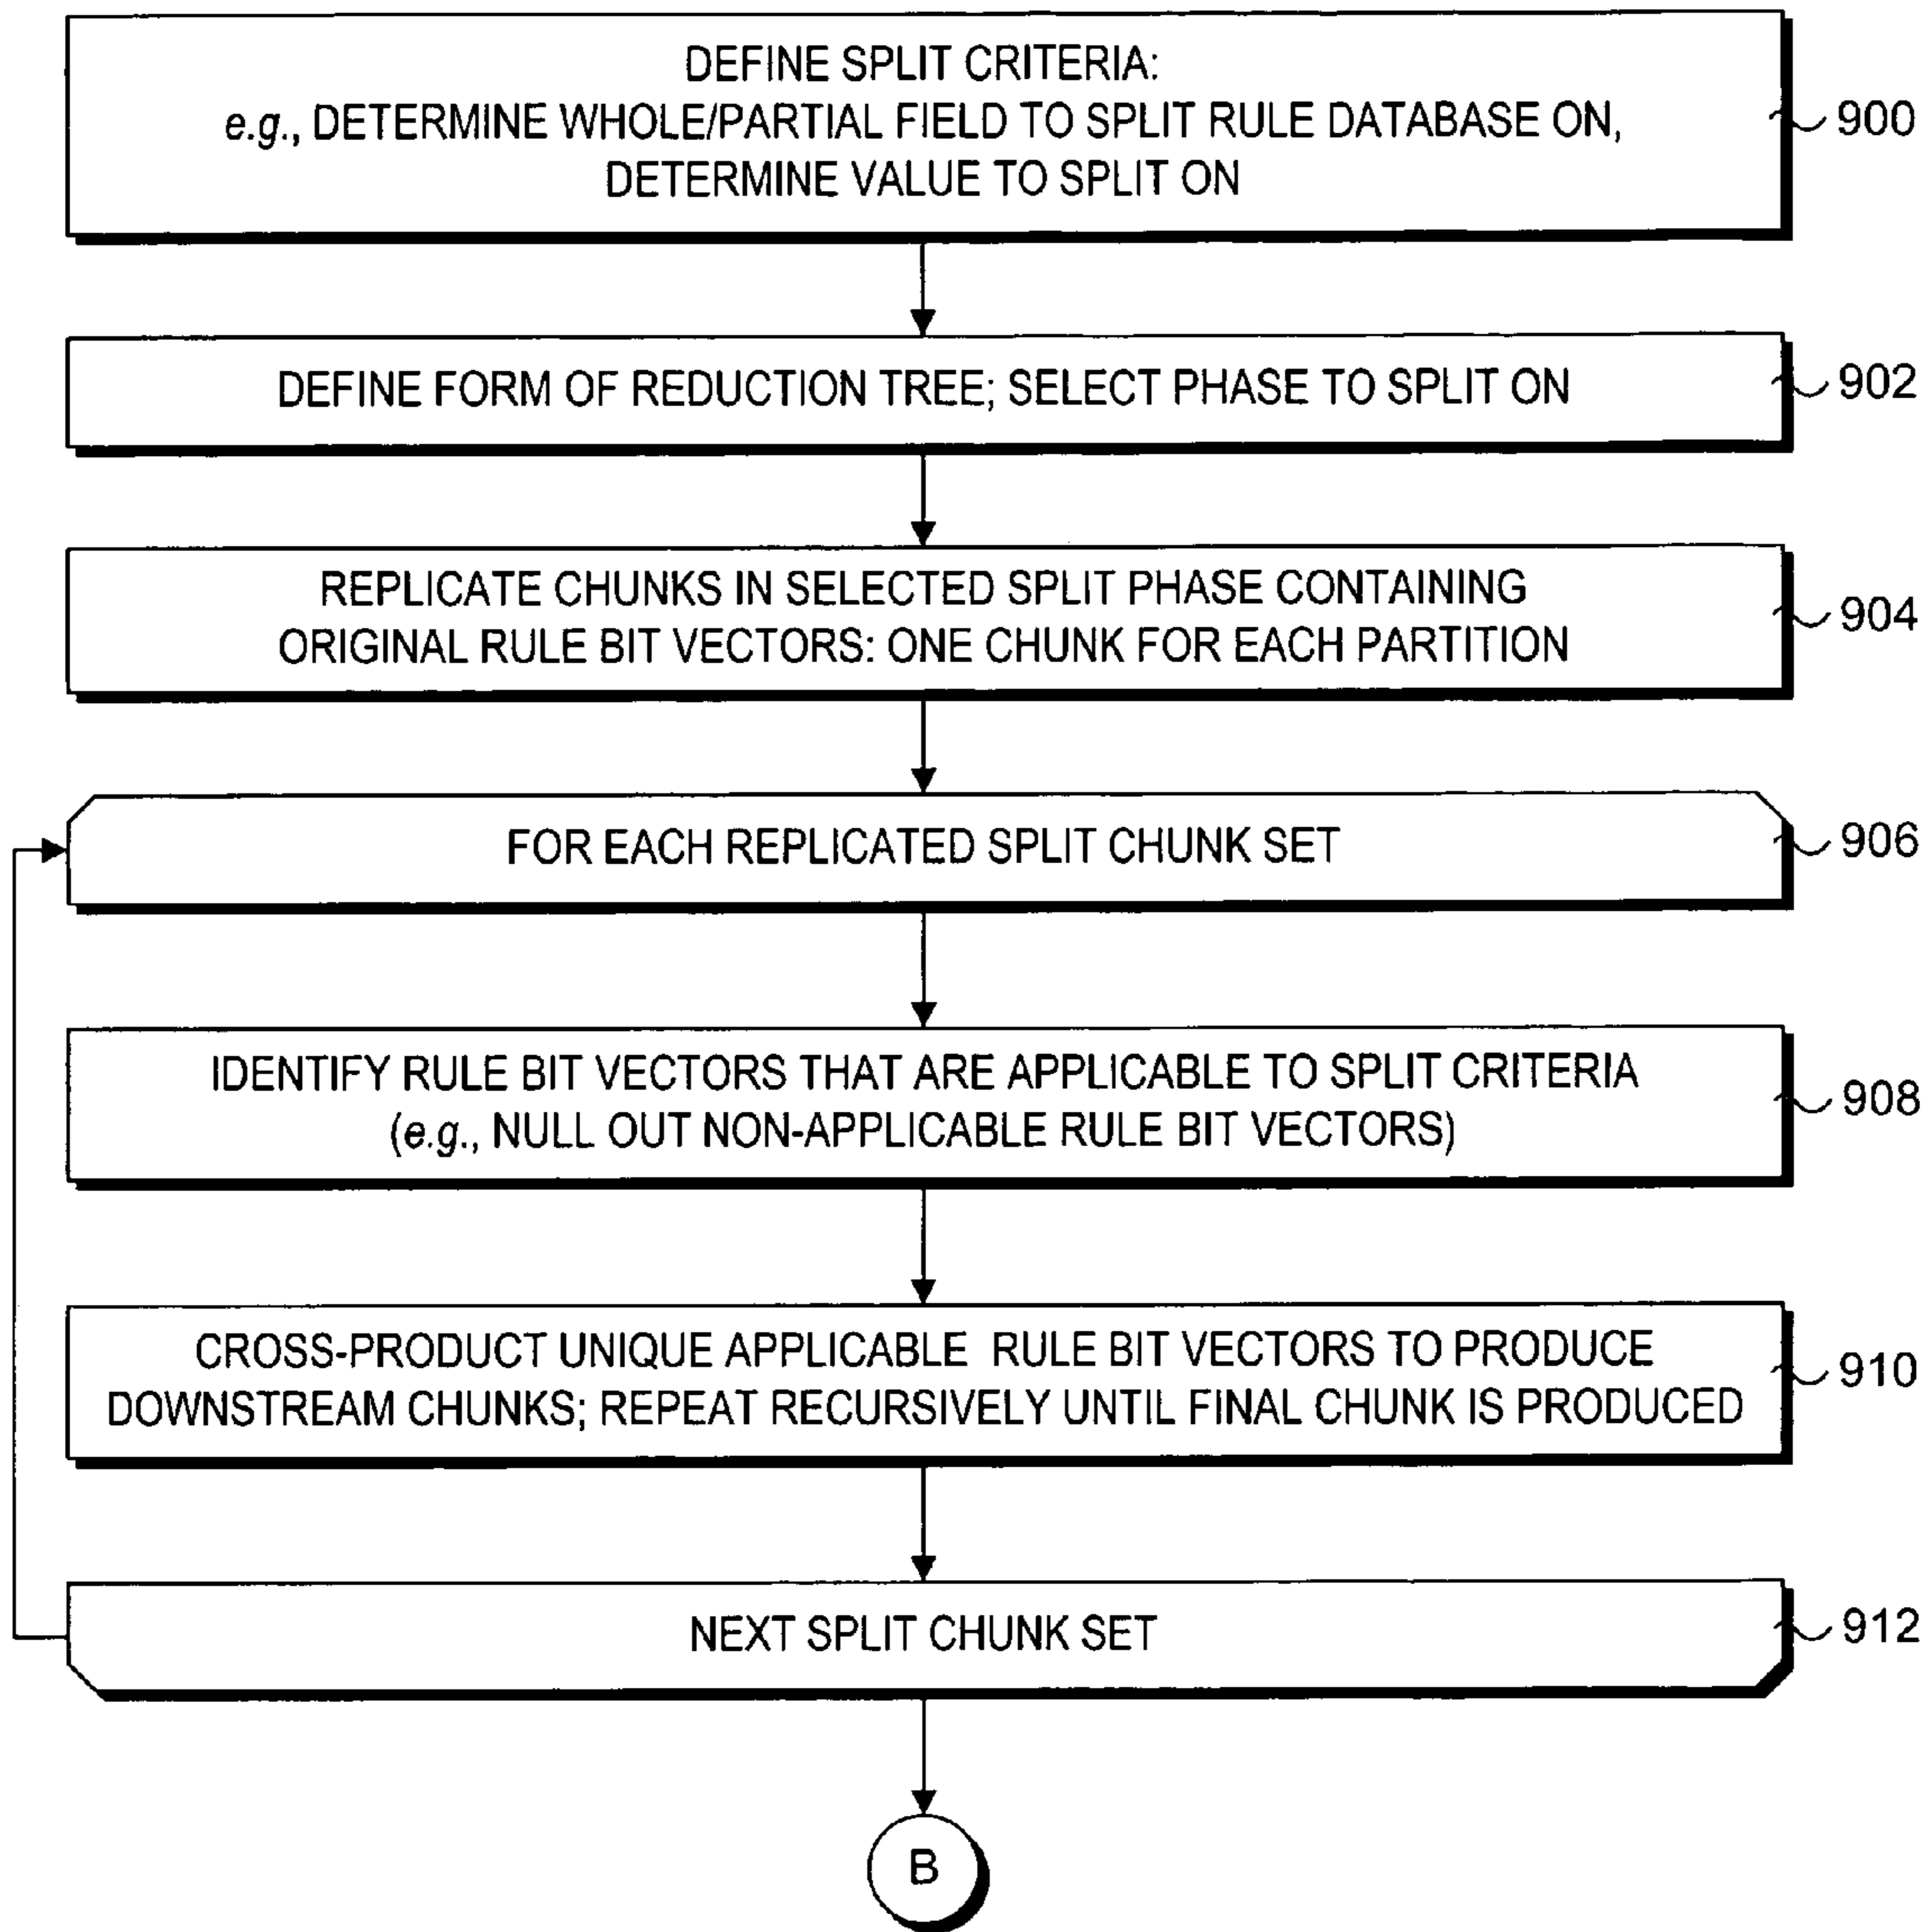 DEFINE SPLIT CRITERIA:
e.g., DETERMINE WHOLE/PARTIAL FIELD TO SPLIT RULE DATABASE ON,
DETERMINE VALUE TO SPLIT ON
900
DEFINE FORM OF REDUCTION TREE; SELECT PHASE TO SPLIT ON
902
REPLICATE CHUNKS IN SELECTED SPLIT PHASE CONTAINING
ORIGINAL RULE BIT VECTORS: ONE CHUNK FOR EACH PARTITION
904
FOR EACH REPLICATED SPLIT CHUNK SET
906
IDENTIFY RULE BIT VECTORS THAT ARE APPLICABLE TO SPLIT CRITERIA
(e.g., NULL OUT NON-APPLICABLE RULE BIT VECTORS)
908
CROSS-PRODUCT UNIQUE APPLICABLE RULE BIT VECTORS TO PRODUCE
DOWNSTREAM CHUNKS; REPEAT RECURSIVELY UNTIL FINAL CHUNK IS PRODUCED
910
NEXT SPLIT CHUNK SET
912
B